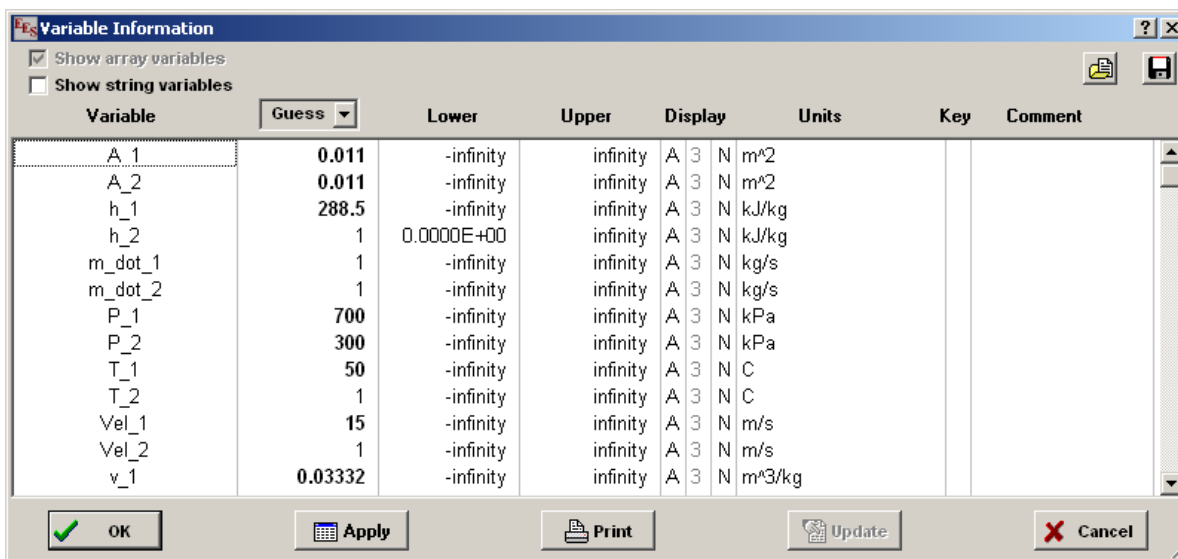 EES Variable Information
Show array variables
Show string variables
Variable Guess Lower Upper Display Units Key Comment
A_1 0.011 -infinity infinity A 3 N m^2
A_2 0.011 -infinity infinity A 3 N m^2
h_1 288.5 -infinity infinity A 3 N kJ/kg
h_2 1 0.0000E+00 infinity A 3 N kJ/kg
m_dot_1 1 -infinity infinity A 3 N kg/s
m_dot_2 1 -infinity infinity A 3 N kg/s
P_1 700 -infinity infinity A 3 N kPa
P_2 300 -infinity infinity A 3 N kPa
T_1 50 -infinity infinity A 3 N C
T_2 1 -infinity infinity A 3 N C
Vel_1 15 -infinity infinity A 3 N m/s
Vel_2 1 -infinity infinity A 3 N m/s
v_1 0.03332 -infinity infinity A 3 N m^3/kg
OK Apply Print Update Cancel